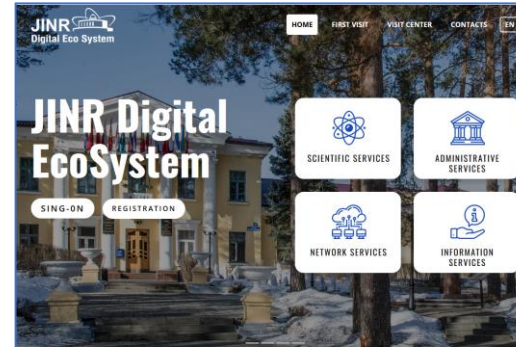 JINR
Digital Eco System
HOME FIRST VISIT VISIT CENTER CONTACTS EN
JINR Digital
EcoSystem
SING-ON REGISTRATION
SCIENTIFIC SERVICES
ADMINISTRATIVE
SERVICES
NETWORK SERVICES
INFORMATION
SERVICES